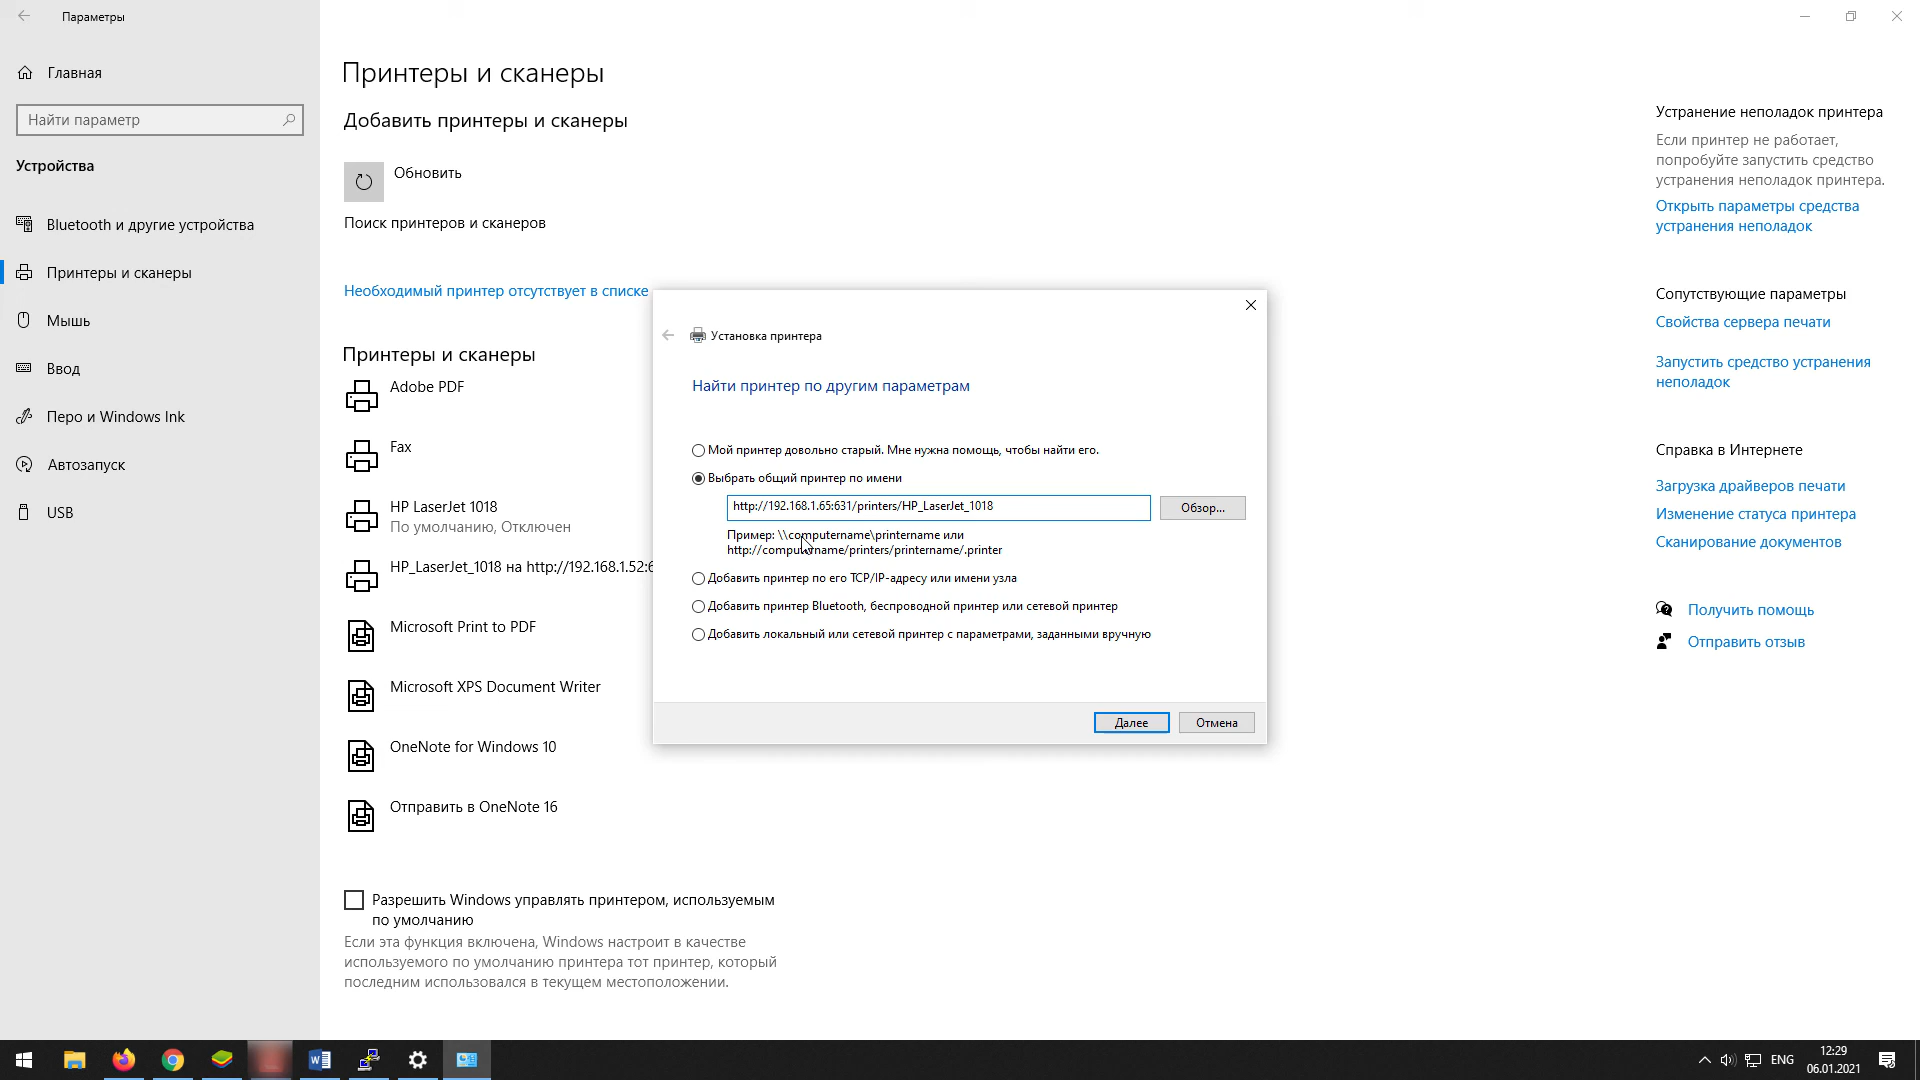 Параметры
Главная
Найти параметр
Устройства
Bluetooth и другие устройства
Принтеры и сканеры
Мышь
Ввод
Перо и Windows Ink
Автозапуск
USB
Принтеры и сканеры
Добавить принтеры и сканеры
Обновить
Поиск принтеров и сканеров
Необходимый принтер отсутствует в списке
Принтеры и сканеры
Adobe PDF
Fax
HP LaserJet 1018
По умолчанию, Отключен
HP_LaserJet_1018 на http://192.168.1.52:6
Microsoft Print to PDF
Microsoft XPS Document Writer
OneNote for Windows 10
Отправить в OneNote 16
Разрешить Windows управлять принтером, используемым
по умолчанию
Если эта функция включена, Windows настроит в качестве
используемого по умолчанию принтера тот принтер, который
последним использовался в текущем местоположении.
Установка принтера
Найти принтер по другим параметрам
Мой принтер довольно старый. Мне нужна помощь, чтобы найти его.
Выбрать общий принтер по имени
http://192.168.1.65:631/printers/HP_LaserJet_1018
Обзор...
Пример: \\computername\printername или
http://computername/printers/printername/.printer
Добавить принтер по его TCP/IP-адресу или имени узла
Добавить принтер Bluetooth, беспроводной принтер или сетевой принтер
Добавить локальный или сетевой принтер с параметрами, заданными вручную
Далее
Отмена
Устранение неполадок принтера
Если принтер не работает,
попробуйте запустить средство
устранения неполадок принтера.
Открыть параметры средства
устранения неполадок
Сопутствующие параметры
Свойства сервера печати
Запустить средство устранения
неполадок
Справка в Интернете
Загрузка драйверов печати
Изменение статуса принтера
Сканирование документов
Получить помощь
Отправить отзыв
ENG
12:29
06.01.2021